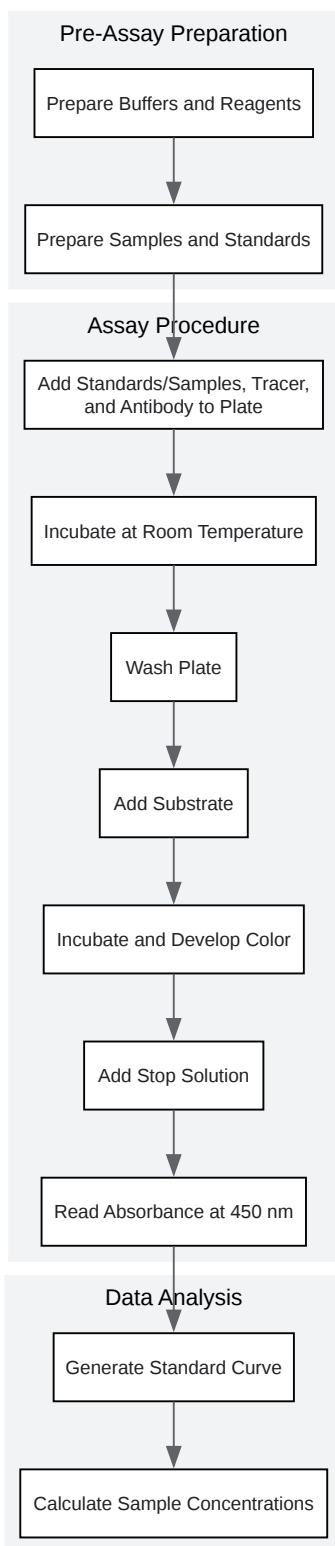 Pre-Assay Preparation
Prepare Buffers and Reagents
Prepare Samples and Standards
Assay Procedure
Add Standards/Samples, Tracer,
and Antibody to Plate
Incubate at Room Temperature
Wash Plate
Add Substrate
Incubate and Develop Color
Add Stop Solution
Read Absorbance at 450 nm
Data Analysis
Generate Standard Curve
Calculate Sample Concentrations